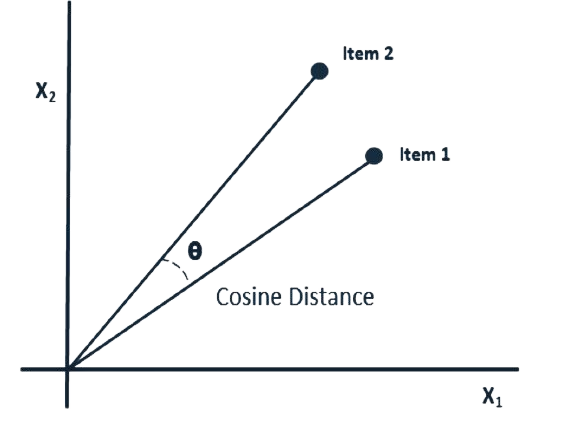 Item 2
X₂
Item 1
θ
Cosine Distance
X₁